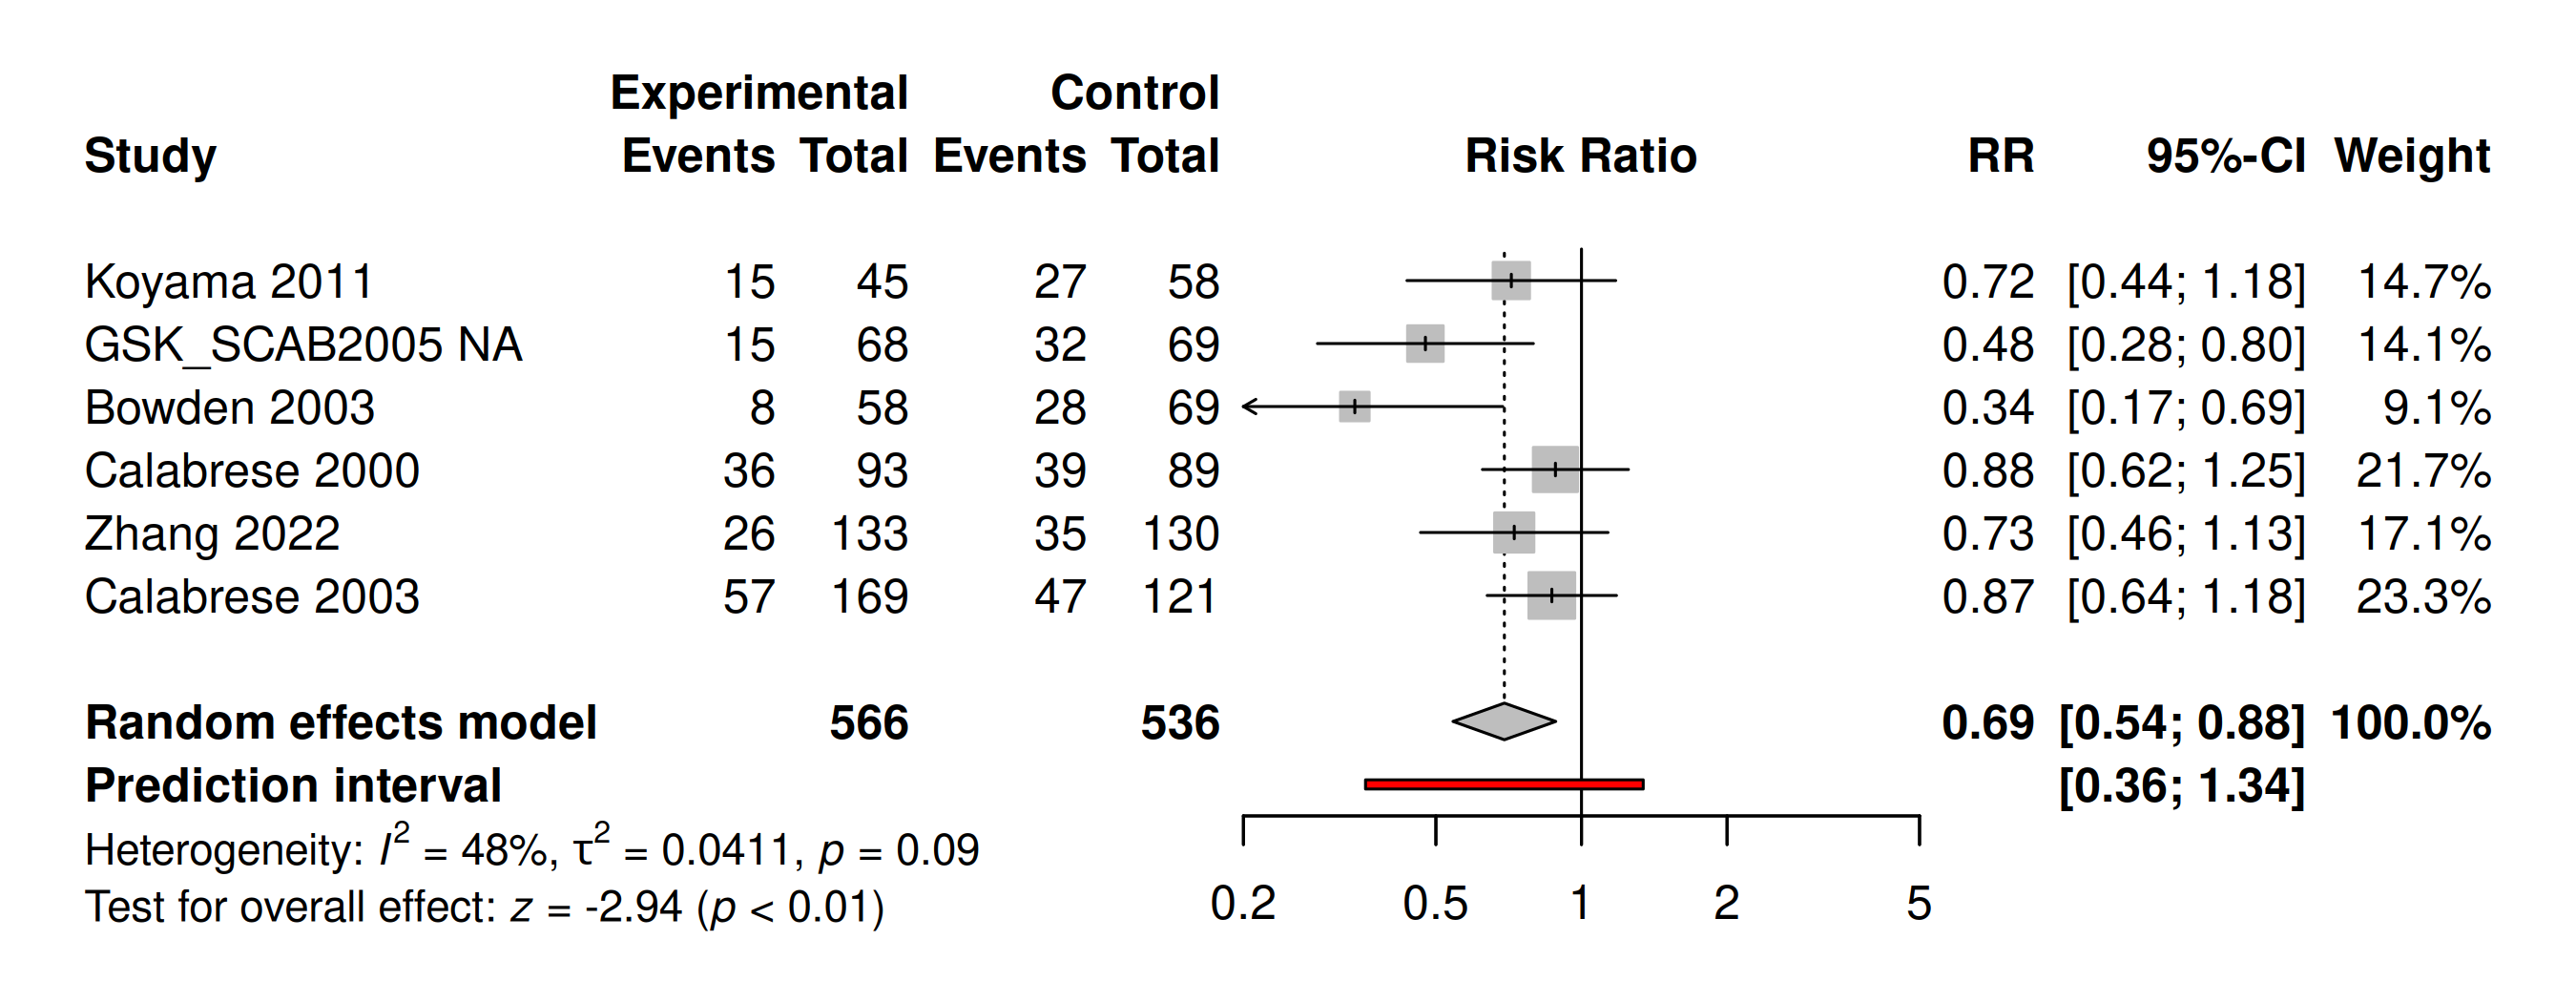 Experimental Control
Study Events Total Events Total Risk Ratio RR 95%-CI Weight
Koyama 2011 15 45 27 58 0.72 [0.44; 1.18] 14.7%
GSK_SCAB2005 NA 15 68 32 69 0.48 [0.28; 0.80] 14.1%
Bowden 2003 8 58 28 69 0.34 [0.17; 0.69] 9.1%
Calabrese 2000 36 93 39 89 0.88 [0.62; 1.25] 21.7%
Zhang 2022 26 133 35 130 0.73 [0.46; 1.13] 17.1%
Calabrese 2003 57 169 47 121 0.87 [0.64; 1.18] 23.3%
Random effects model 566 536 0.69 [0.54; 0.88] 100.0%
Prediction interval [0.36; 1.34]
Heterogeneity: I² = 48%, τ² = 0.0411, p = 0.09
Test for overall effect: z = -2.94 (p < 0.01)
0.2 0.5 1 2 5